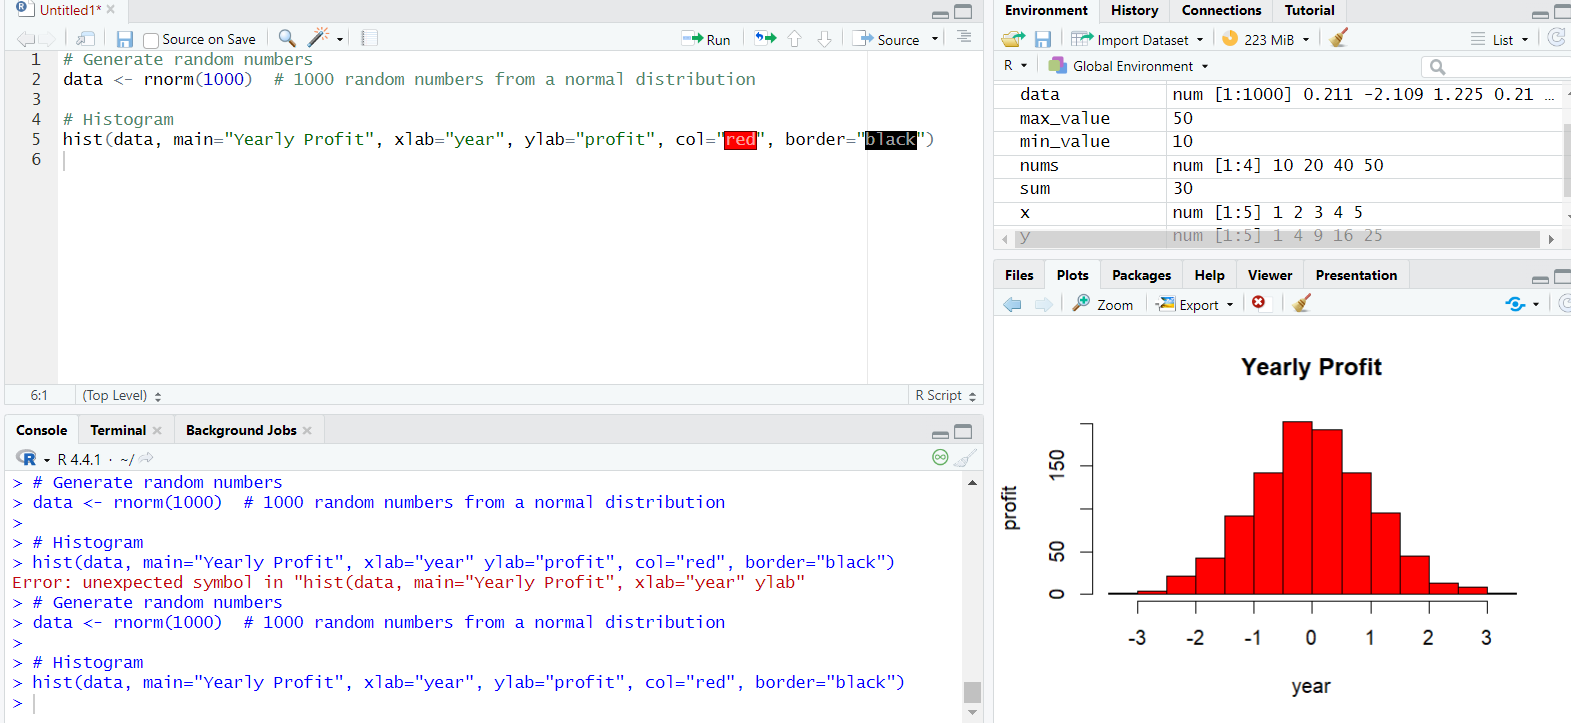 Untitled1*
Source on Save
Run
Source
1 # Generate random numbers
2 data <- rnorm(1000)  # 1000 random numbers from a normal distribution
3
4 # Histogram
5 hist(data, main="Yearly Profit", xlab="year", ylab="profit", col="red", border="black")
6
6:1 (Top Level) R Script
Console Terminal Background Jobs
R R 4.4.1 · ~/
> # Generate random numbers
> data <- rnorm(1000)  # 1000 random numbers from a normal distribution
>
> # Histogram
> hist(data, main="Yearly Profit", xlab="year" ylab="profit", col="red", border="black")
Error: unexpected symbol in "hist(data, main="Yearly Profit", xlab="year" ylab"
> # Generate random numbers
> data <- rnorm(1000)  # 1000 random numbers from a normal distribution
>
> # Histogram
> hist(data, main="Yearly Profit", xlab="year", ylab="profit", col="red", border="black")
>
Environment History Connections Tutorial
Import Dataset 223 MiB List
R Global Environment
data num [1:1000] 0.211 -2.109 1.225 0.21 ...
max_value 50
min_value 10
nums num [1:4] 10 20 40 50
sum 30
x num [1:5] 1 2 3 4 5
y num [1:5] 1 4 9 16 25
Files Plots Packages Help Viewer Presentation
Zoom Export
Yearly Profit
profit
150
50
0
-3 -2 -1 0 1 2 3
year